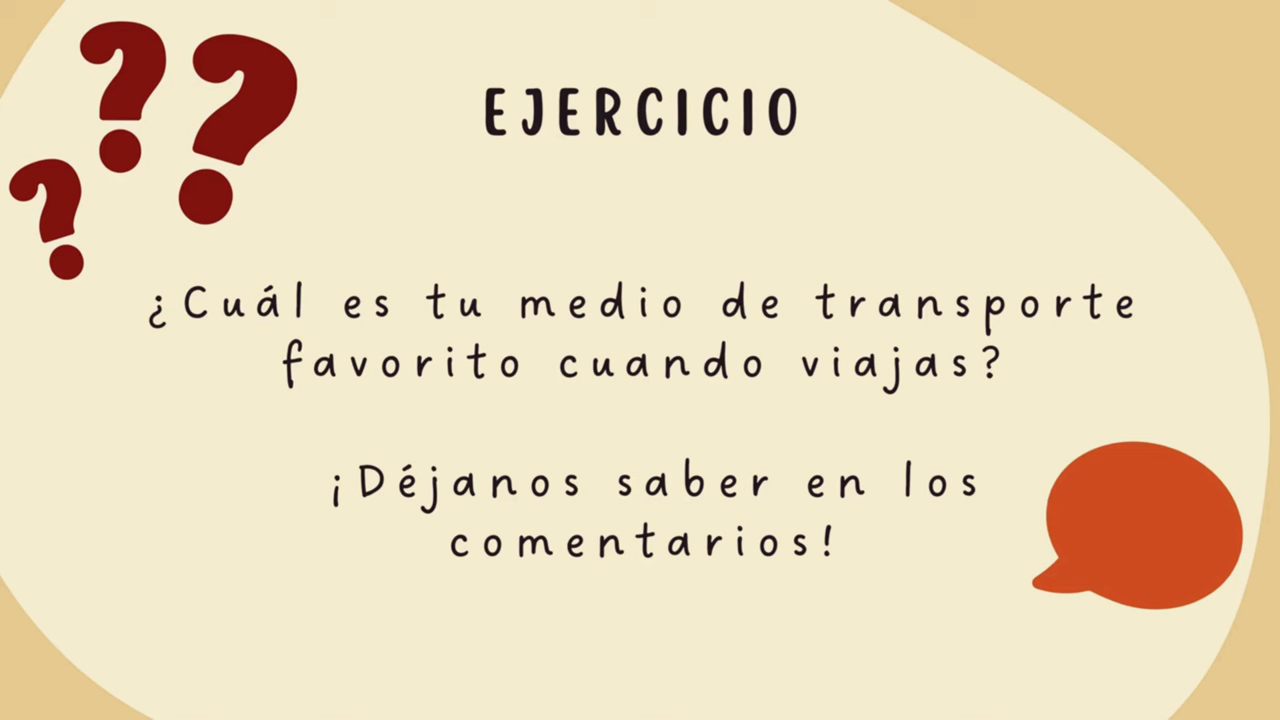 EJERCICIO
¿Cuál es tu medio de transporte
favorito cuando viajas?
¡Déjanos saber en los
comentarios!